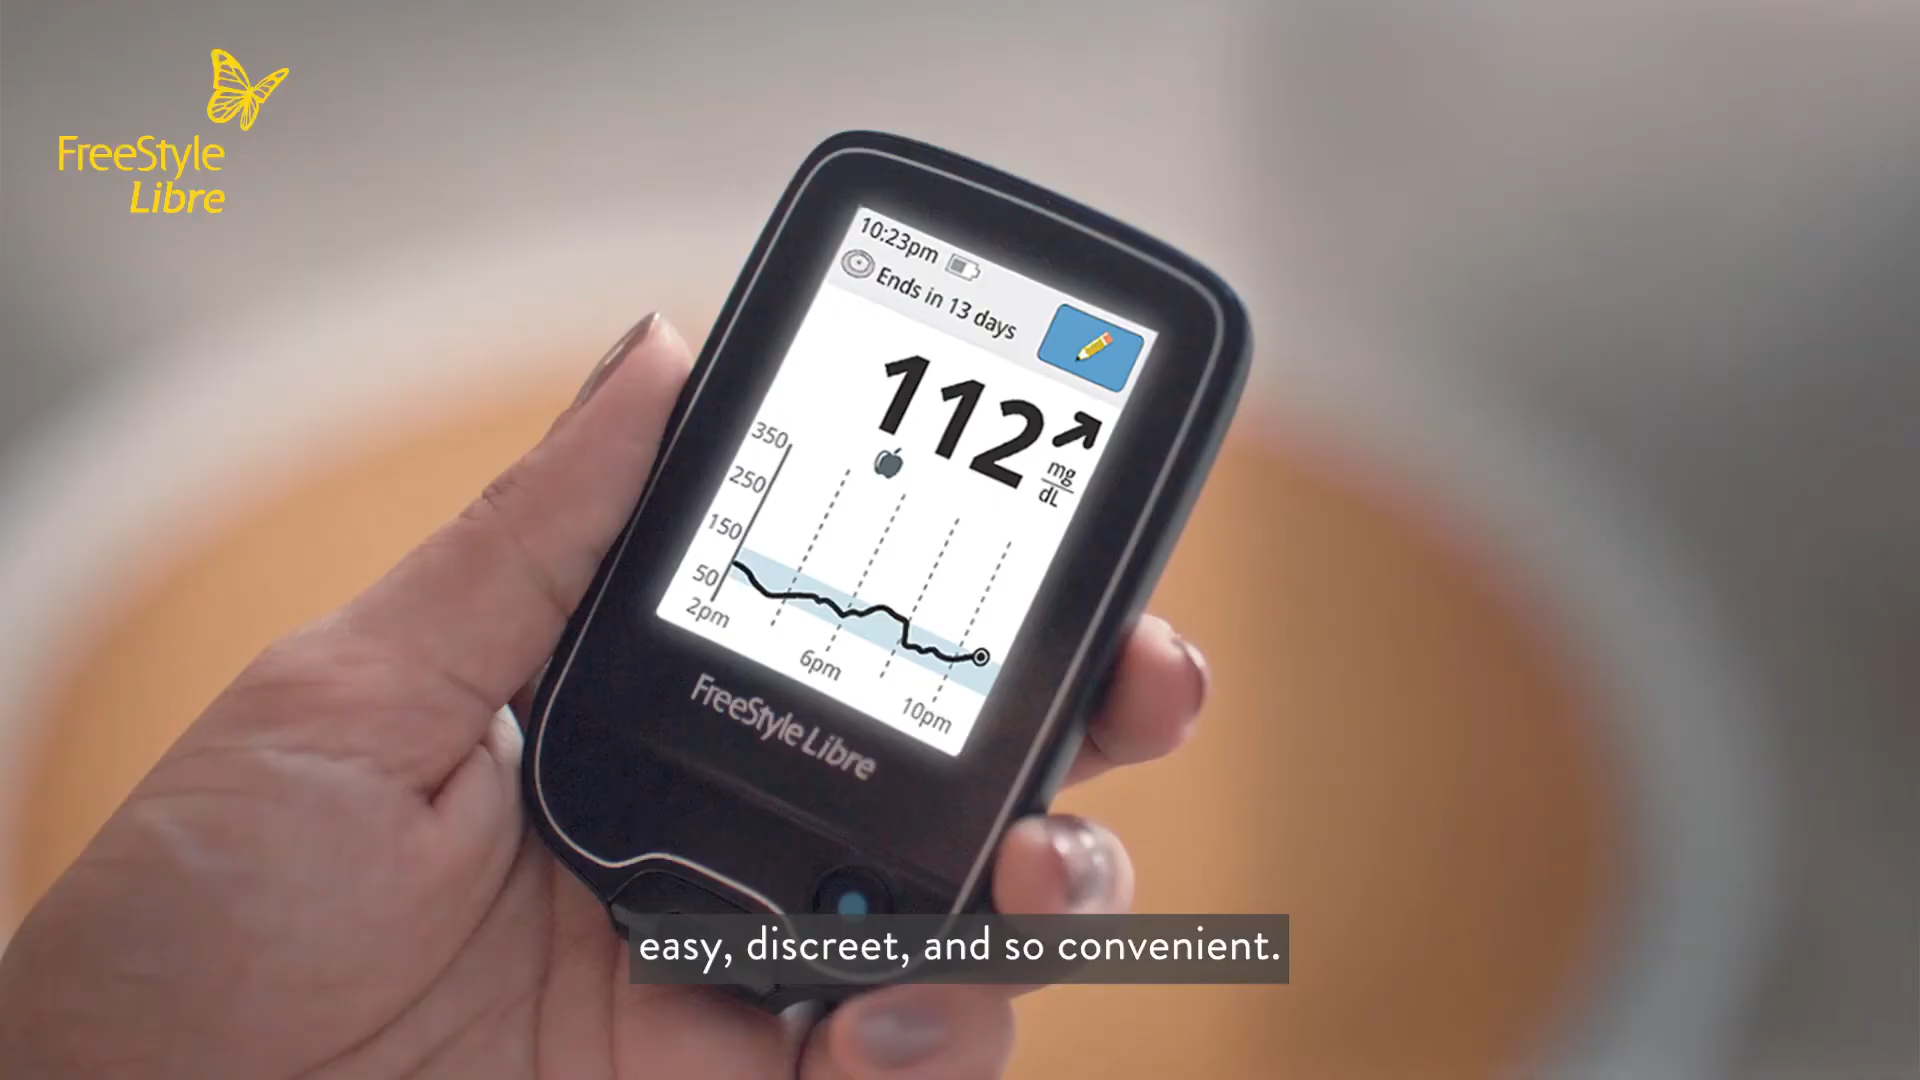 FreeStyle
Libre
10:23pm
Ends in 13 days
112
mg
dL
350
250
150
50
2pm
6pm
10pm
FreeStyle Libre
easy, discreet, and so convenient.